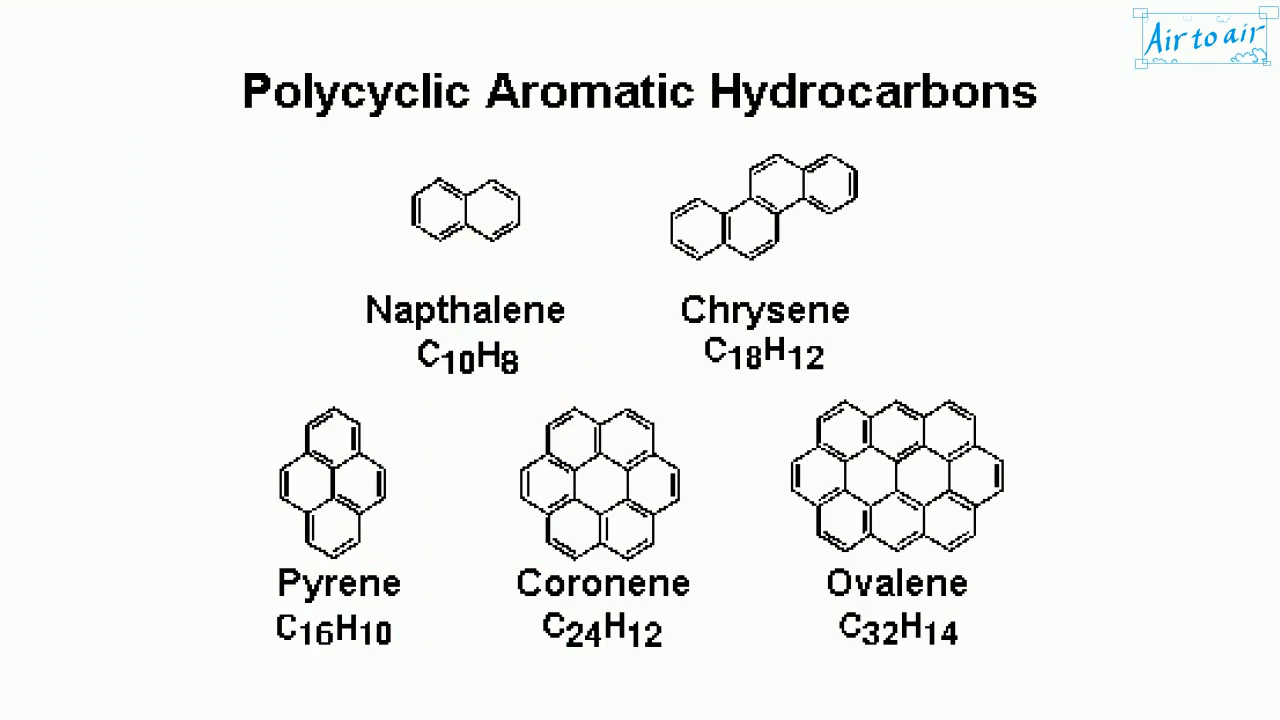 Air to air
Polycyclic Aromatic Hydrocarbons
Napthalene
C10H8
Chrysene
C18H12
Pyrene
C16H10
Coronene
C24H12
Ovalene
C32H14